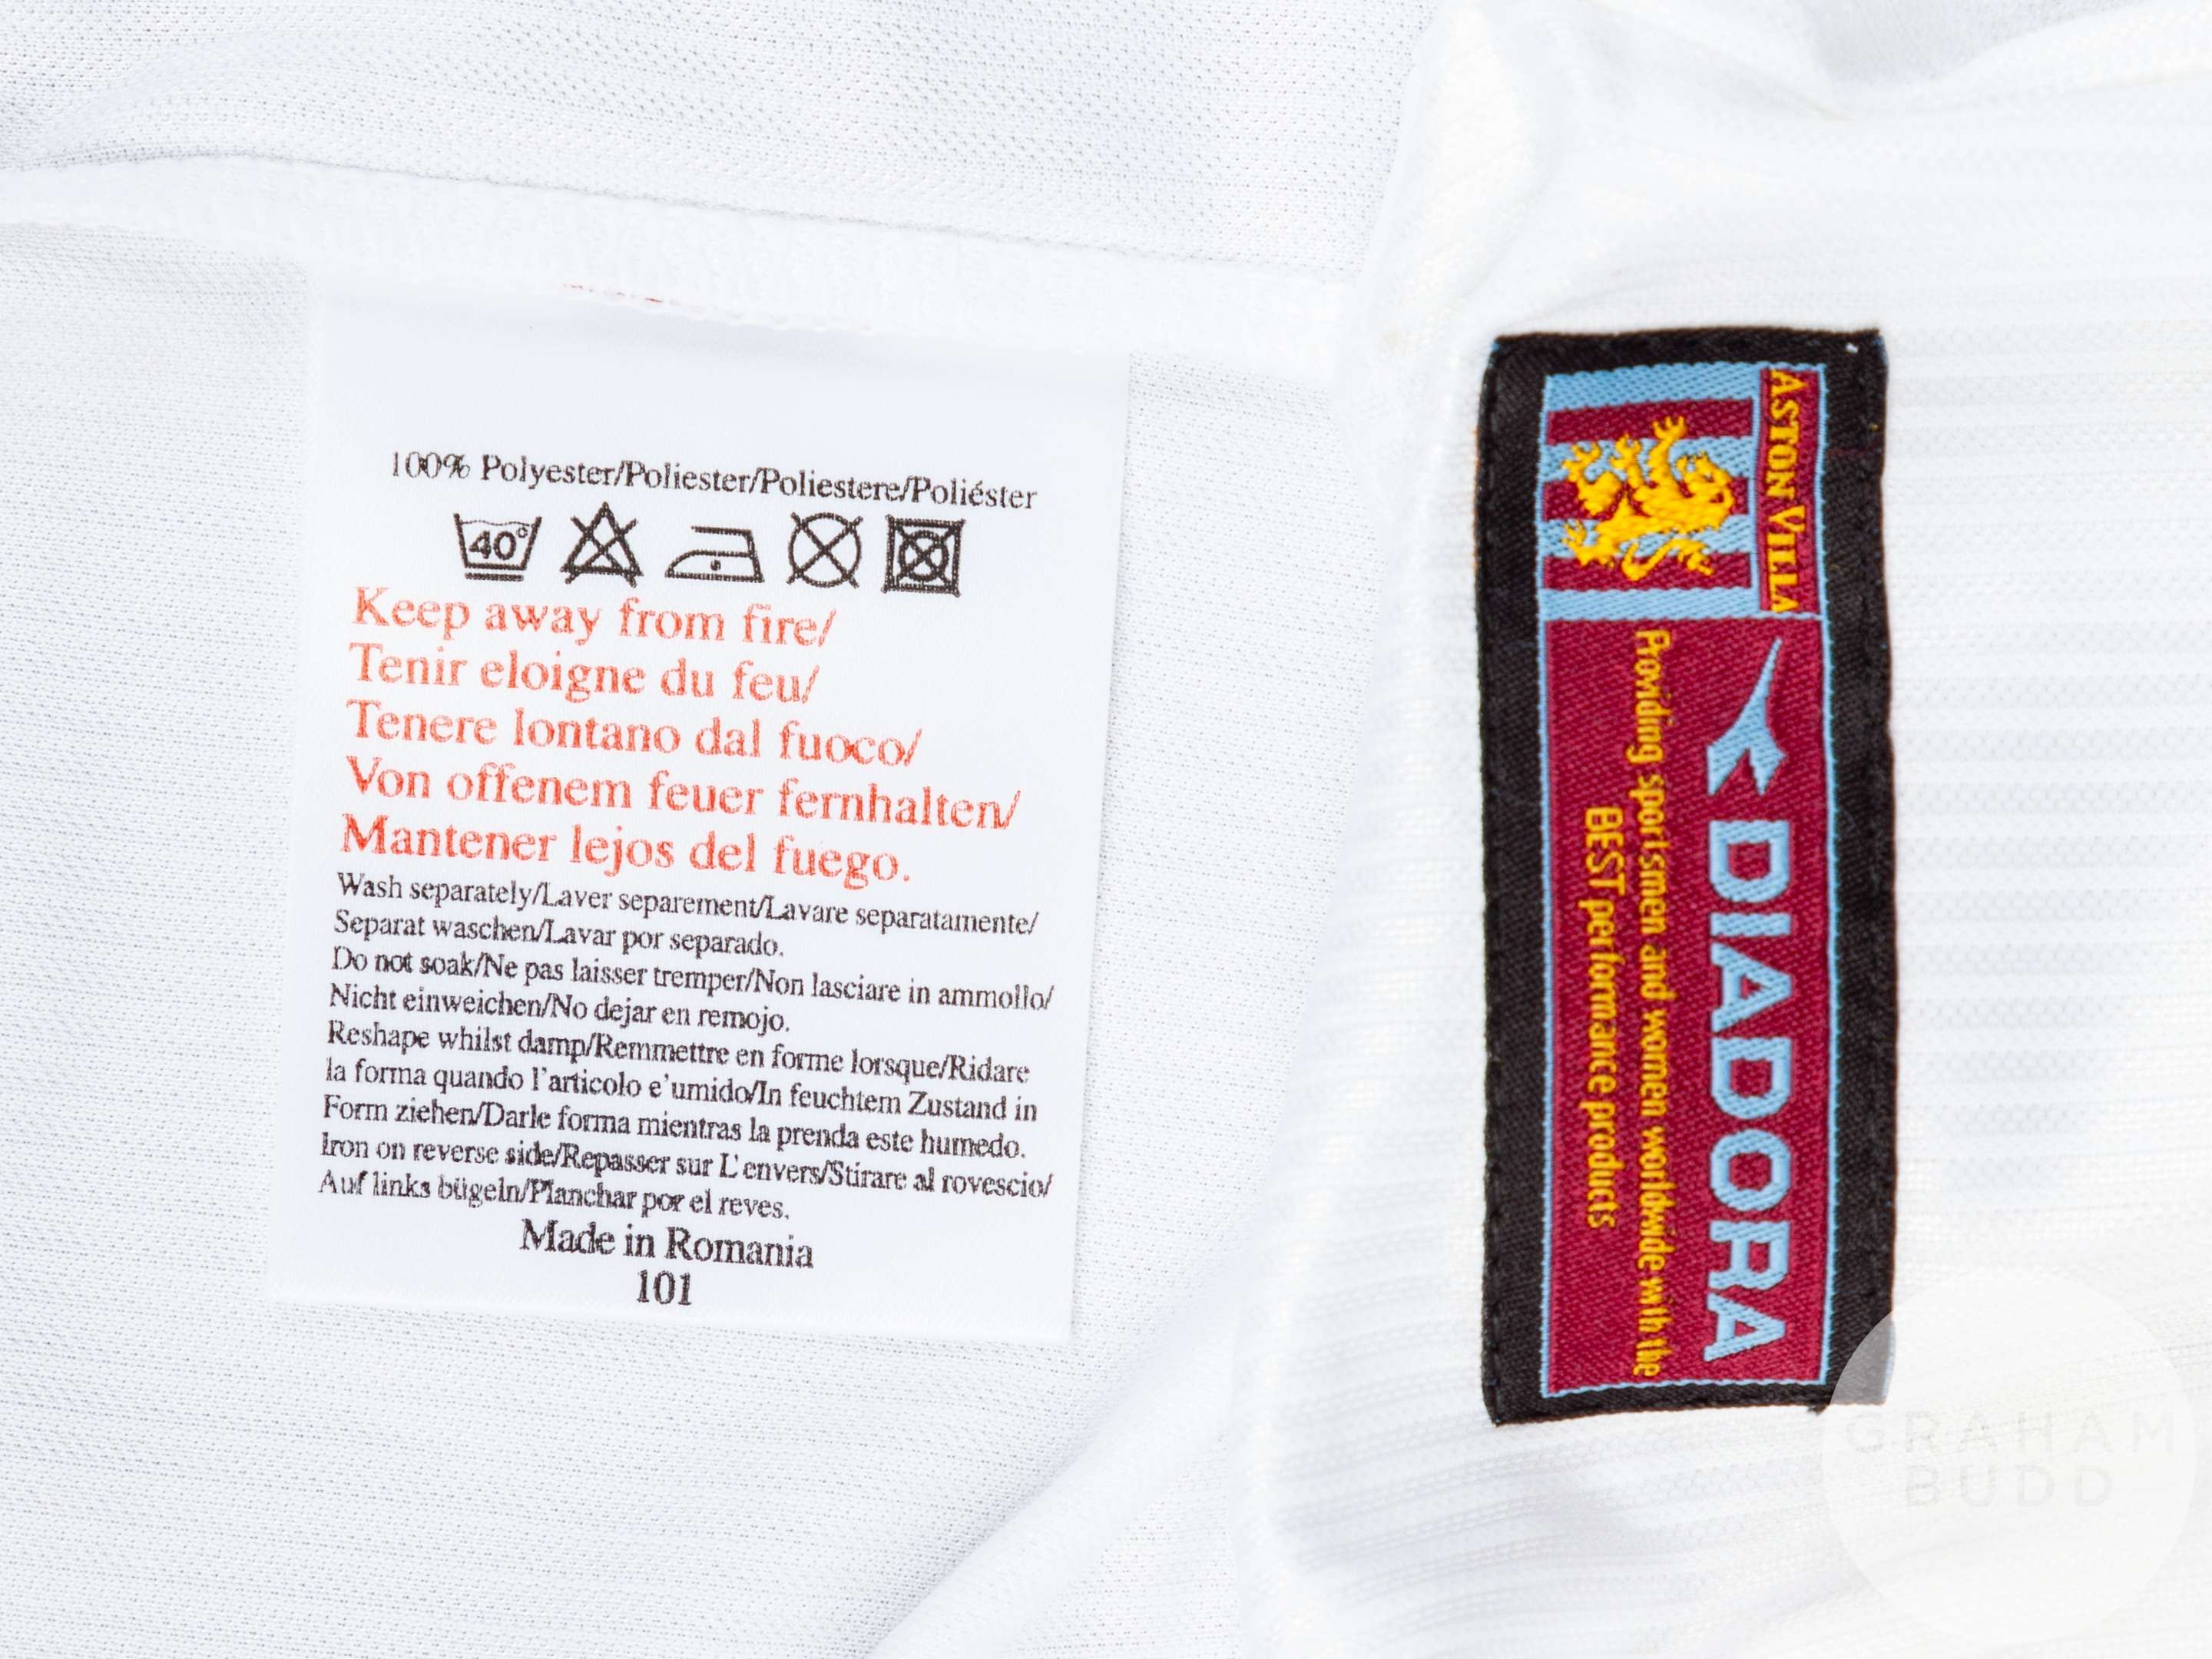 100% Polyester/Poliester/Poliestere/Poliéster
40°
Keep away from fire/
Tenir eloigne du feu/
Tenere lontano dal fuoco/
Von offenem feuer fernhalten/
Mantener lejos del fuego.
Wash separately/Laver separement/Lavare separatamente/
Separat waschen/Lavar por separado.
Do not soak/Ne pas laisser tremper/Non lasciare in ammollo/
Nicht einweichen/No dejar en remojo.
Reshape whilst damp/Remmettre en forme lorsque/Ridare
la forma quando l'articolo e'umido/In feuchtem Zustand in
Form ziehen/Darle forma mientras la prenda este humedo.
Iron on reverse side/Repasser sur L'envers/Stirare al rovescio/
Auf links bügeln/Planchar por el reves.
Made in Romania
101
ASTON VILLA
DIADORA
Providing sportsmen and women worldwide with the
BEST performance products
GRAHAM
BUDD